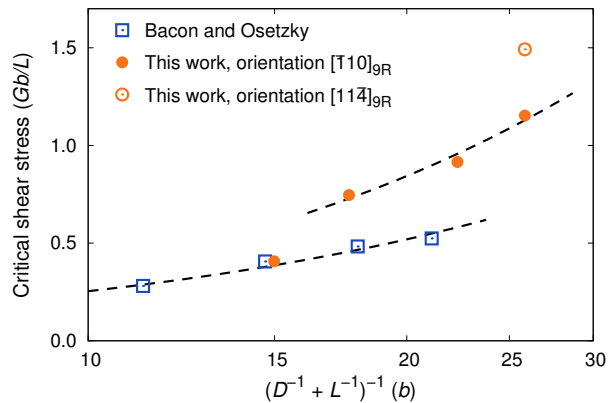 Bacon and Osetzky
This work, orientation [1̅10]9R
This work, orientation [114̅]9R
Critical shear stress (Gb/L)
1.5
1.0
0.5
0.0
10 15 20 25 30
(D⁻¹ + L⁻¹)⁻¹ (b)